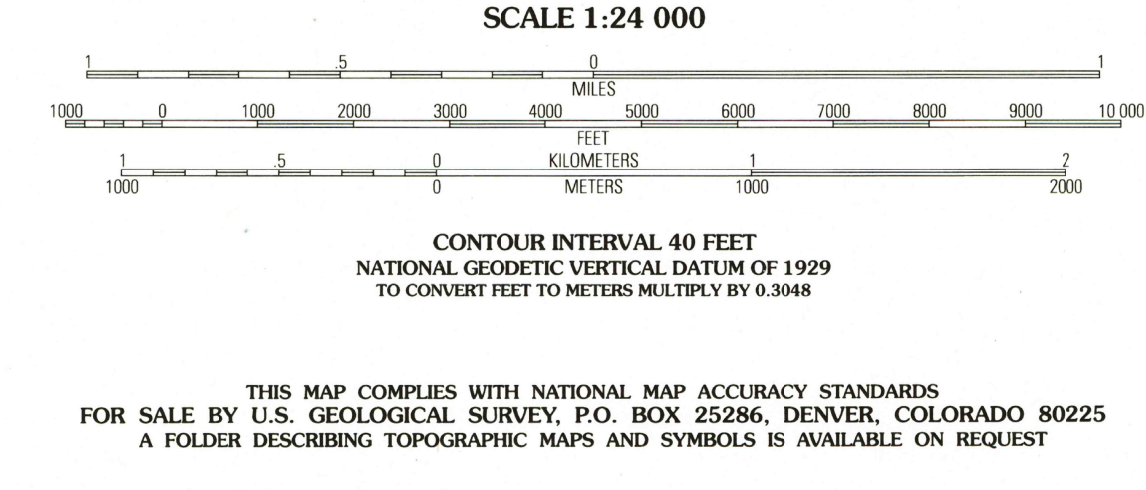 SCALE 1:24 000
1 .5 0 1
MILES
1000 0 1000 2000 3000 4000 5000 6000 7000 8000 9000 10 000
FEET
1 .5 0 KILOMETERS 1 2
1000 0 METERS 1000 2000
CONTOUR INTERVAL 40 FEET
NATIONAL GEODETIC VERTICAL DATUM OF 1929
TO CONVERT FEET TO METERS MULTIPLY BY 0.3048
THIS MAP COMPLIES WITH NATIONAL MAP ACCURACY STANDARDS
FOR SALE BY U.S. GEOLOGICAL SURVEY, P.O. BOX 25286, DENVER, COLORADO 80225
A FOLDER DESCRIBING TOPOGRAPHIC MAPS AND SYMBOLS IS AVAILABLE ON REQUEST